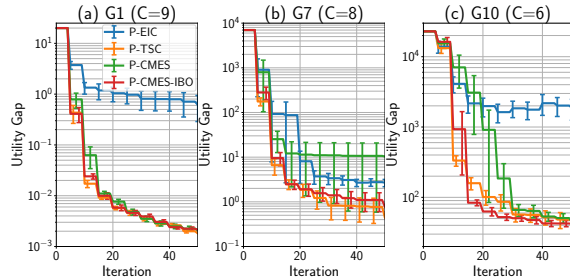 (a) G1 (C=9)
(b) G7 (C=8)
(c) G10 (C=6)
P-EIC
P-TSC
P-CMES
P-CMES-IBO
Utility Gap
10^1
10^0
10^−1
10^−2
10^−3
0
20
40
Iteration
Utility Gap
10^4
10^3
10^2
10^1
10^0
10^−1
0
20
40
Iteration
Utility Gap
10^4
10^3
10^2
0
20
40
Iteration